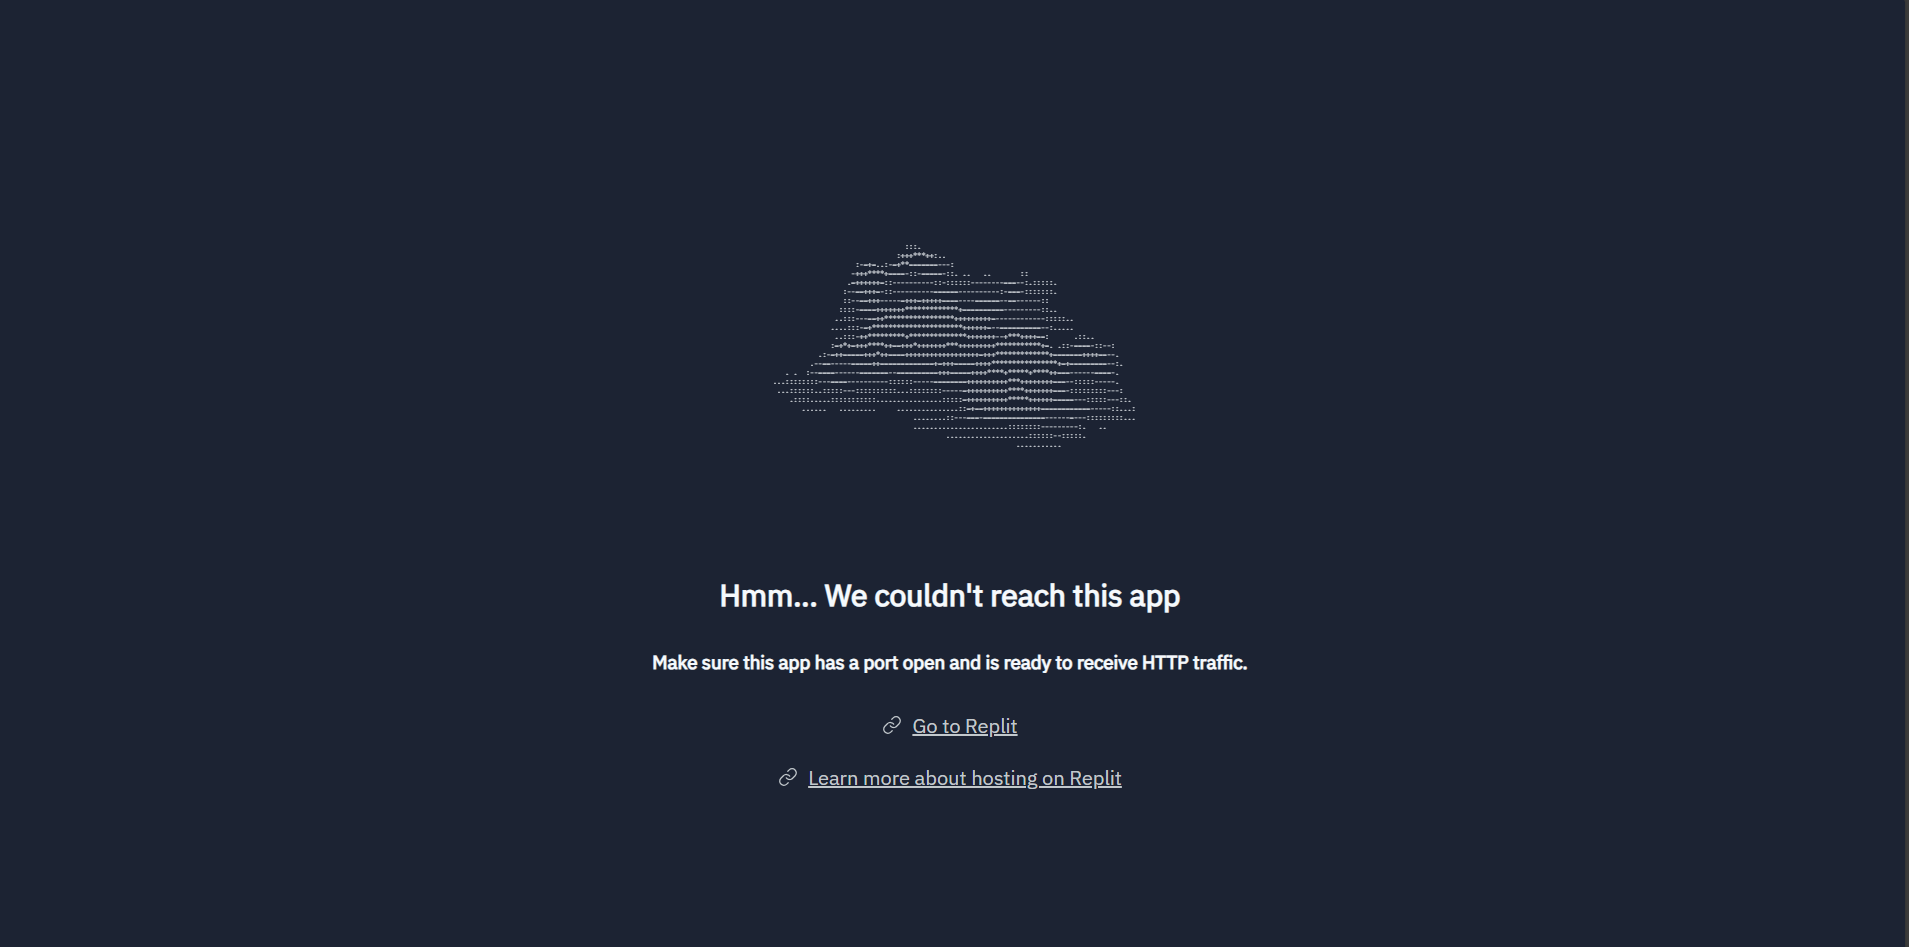 Hmm... We couldn't reach this app
Make sure this app has a port open and is ready to receive HTTP traffic.
Go to Replit
Learn more about hosting on Replit